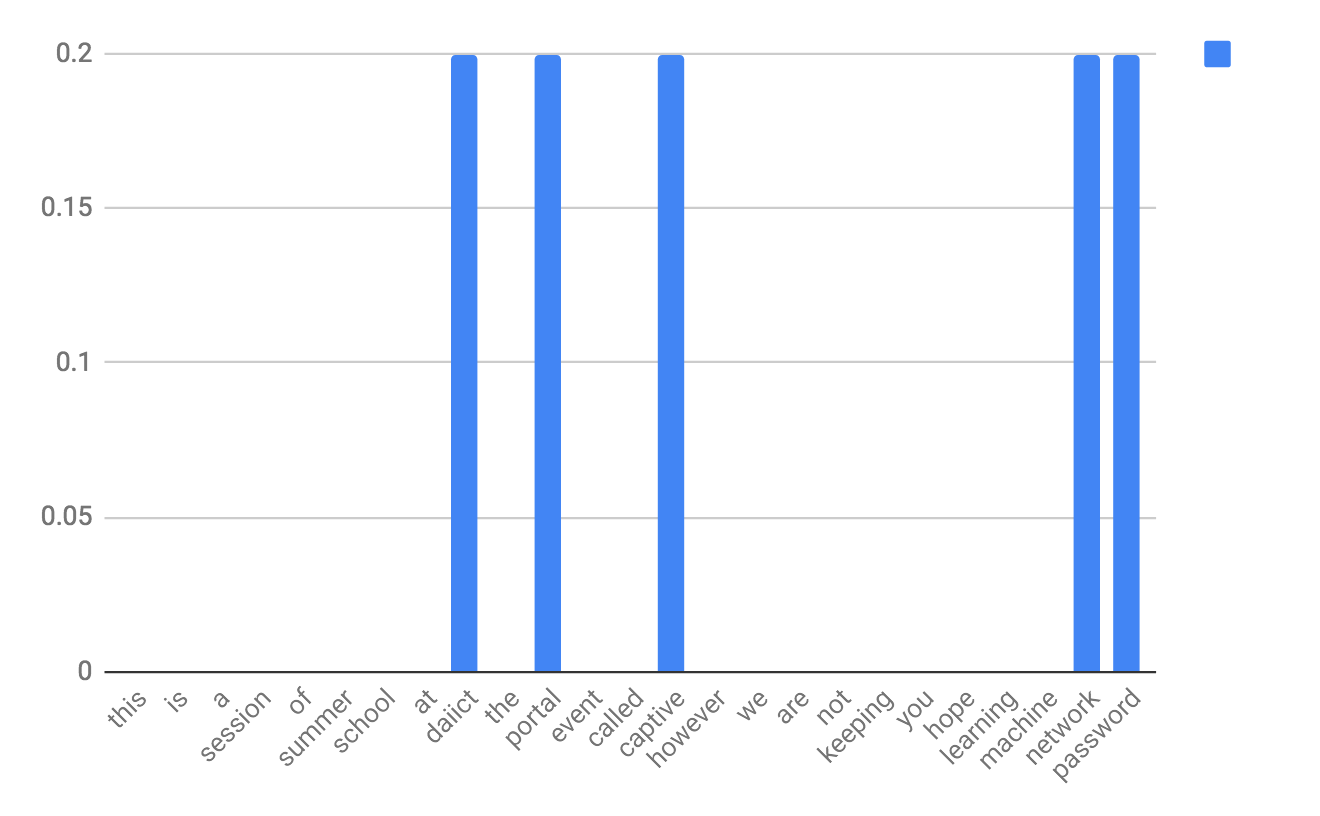 0.2
0.15
0.1
0.05
0
this
is
a
session
of
summer
school
at
daiict
the
portal
event
called
captive
however
we
are
not
keeping
you
hope
learning
machine
network
password